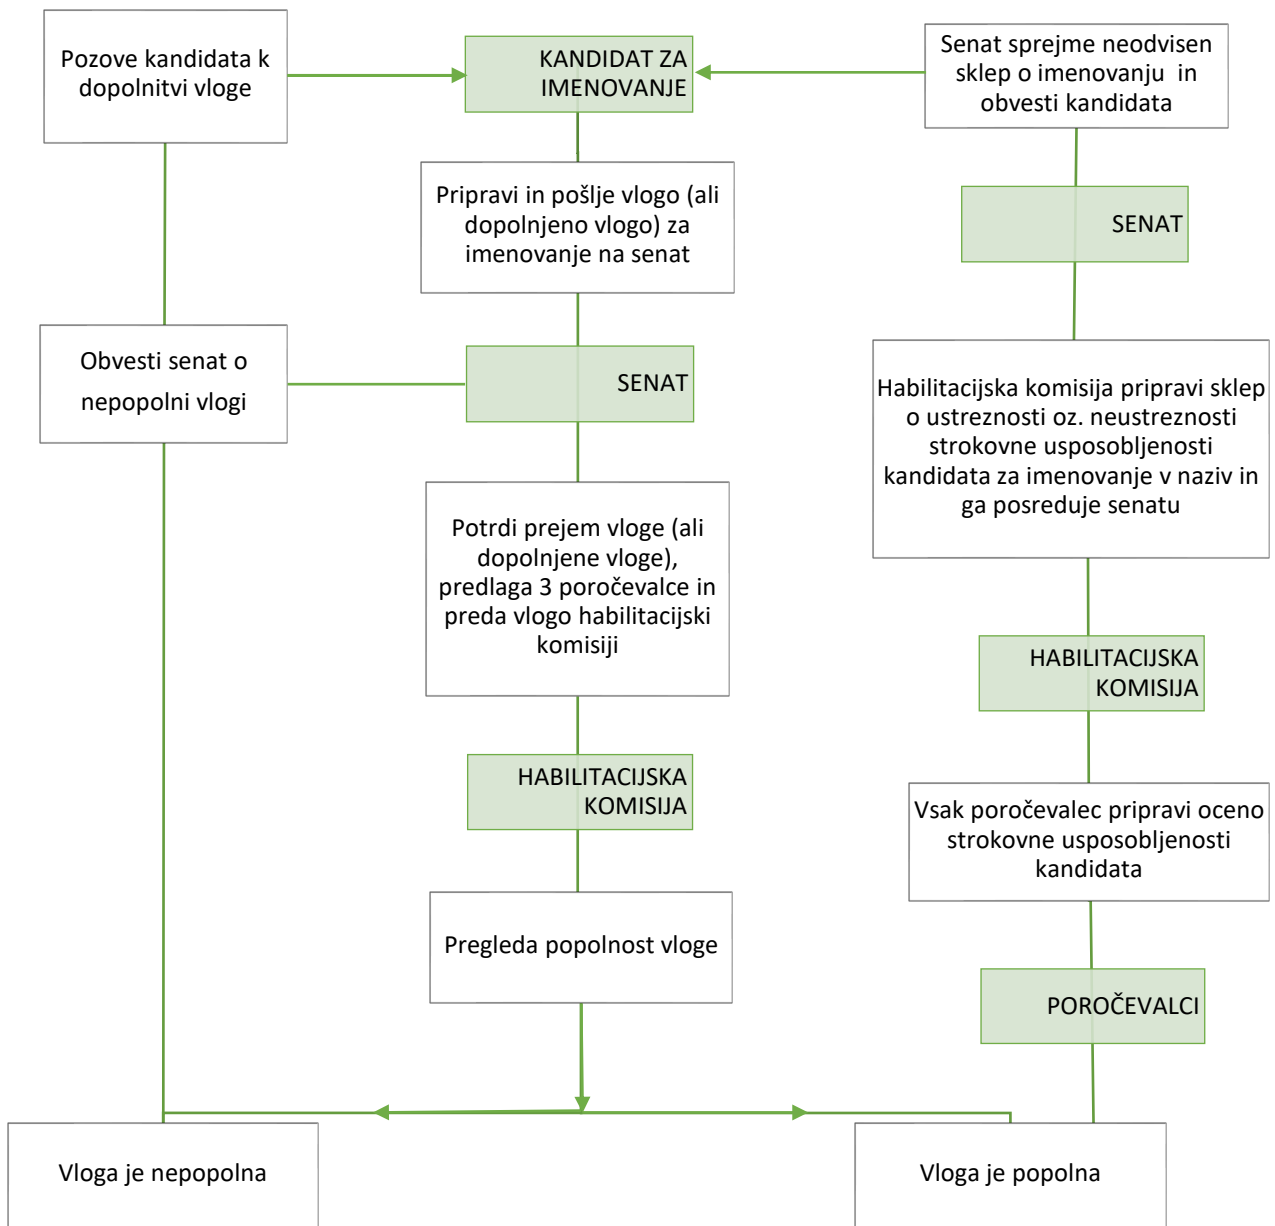 Pozove kandidata k
dopolnitvi vloge
KANDIDAT ZA
IMENOVANJE
Senat sprejme neodvisen
sklep o imenovanju in
obvesti kandidata
Pripravi in pošlje vlogo (ali
dopolnjeno vlogo) za
imenovanje na senat
SENAT
Obvesti senat o
nepopolni vlogi
SENAT
Habilitacijska komisija pripravi sklep
o ustreznosti oz. neustreznosti
strokovne usposobljenosti
kandidata za imenovanje v naziv in
ga posreduje senatu
Potrdi prejem vloge (ali
dopolnjene vloge),
predlaga 3 poročevalce in
preda vlogo habilitacijski
komisiji
HABILITACIJSKA
KOMISIJA
HABILITACIJSKA
KOMISIJA
Vsak poročevalec pripravi oceno
strokovne usposobljenosti
kandidata
Pregleda popolnost vloge
POROČEVALCI
Vloga je nepopolna
Vloga je popolna